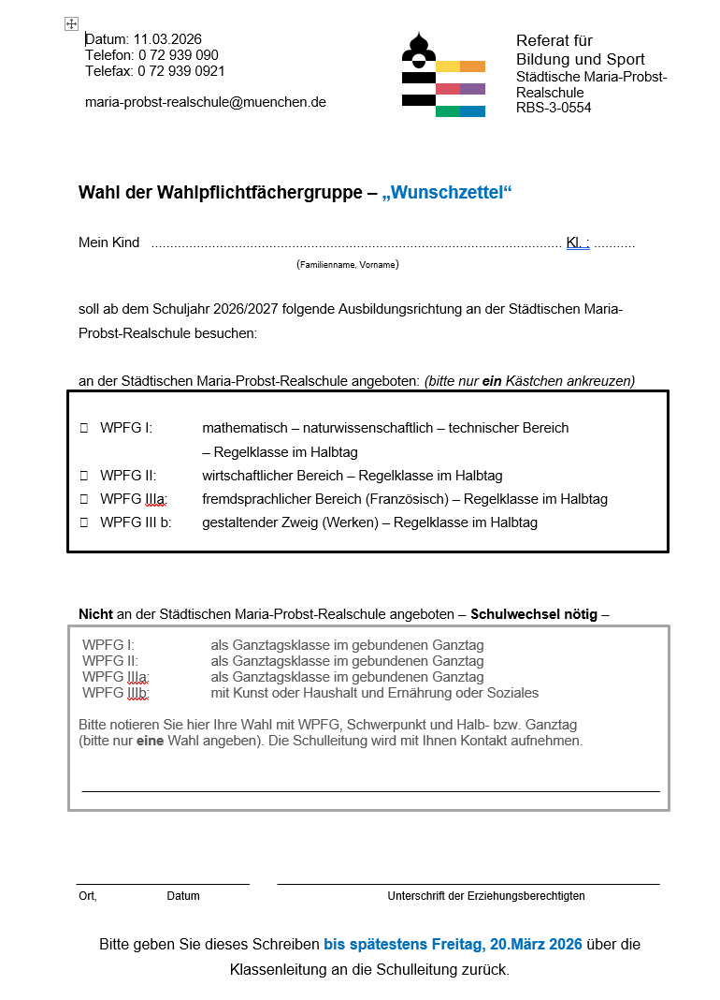 Datum: 11.03.2026
Telefon: 0 72 939 090
Telefax: 0 72 939 0921
maria-probst-realschule@muenchen.de
Referat für
Bildung und Sport
Städtische Maria-Probst-
Realschule
RBS-3-0554
Wahl der Wahlpflichtfächergruppe – „Wunschzettel“
Mein Kind ........................................................................................................... Kl. : ...........
(Familienname, Vorname)
soll ab dem Schuljahr 2026/2027 folgende Ausbildungsrichtung an der Städtischen Maria-
Probst-Realschule besuchen:
an der Städtischen Maria-Probst-Realschule angeboten: (bitte nur ein Kästchen ankreuzen)
☐ WPFG I: mathematisch – naturwissenschaftlich – technischer Bereich
– Regelklasse im Halbtag
☐ WPFG II: wirtschaftlicher Bereich – Regelklasse im Halbtag
☐ WPFG IIIa: fremdsprachlicher Bereich (Französisch) – Regelklasse im Halbtag
☐ WPFG III b: gestaltender Zweig (Werken) – Regelklasse im Halbtag
Nicht an der Städtischen Maria-Probst-Realschule angeboten – Schulwechsel nötig –
WPFG I: als Ganztagsklasse im gebundenen Ganztag
WPFG II: als Ganztagsklasse im gebundenen Ganztag
WPFG IIIa: als Ganztagsklasse im gebundenen Ganztag
WPFG IIIb: mit Kunst oder Haushalt und Ernährung oder Soziales
Bitte notieren Sie hier Ihre Wahl mit WPFG, Schwerpunkt und Halb- bzw. Ganztag
(bitte nur eine Wahl angeben). Die Schulleitung wird mit Ihnen Kontakt aufnehmen.
Ort, Datum Unterschrift der Erziehungsberechtigten
Bitte geben Sie dieses Schreiben bis spätestens Freitag, 20.März 2026 über die
Klassenleitung an die Schulleitung zurück.